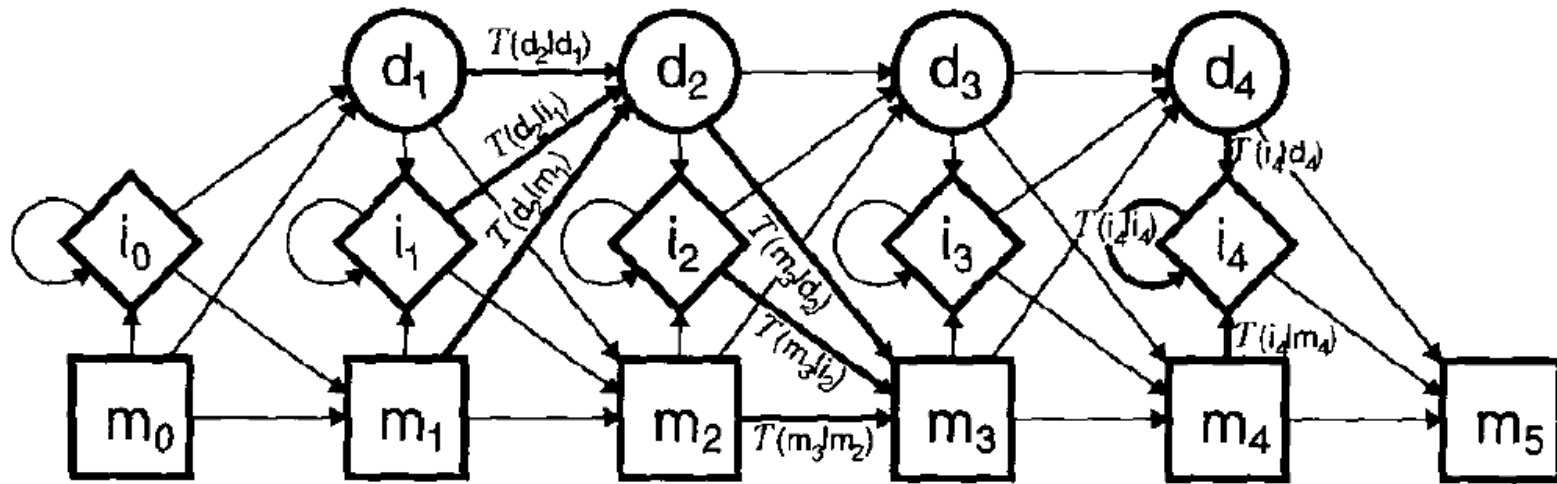 T(d₂|d₁)
d₁ d₂ d₃ d₄
T(d₂|i₁)
T(d₂|m₁)
T(i₄|d₄)
i₀ i₁ i₂ i₃ T(i₄|i₄) i₄
T(m₃|d₂)
T(m₃|i₂)
T(i₄|m₄)
m₀ m₁ m₂ m₃ m₄ m₅
T(m₃|m₂)